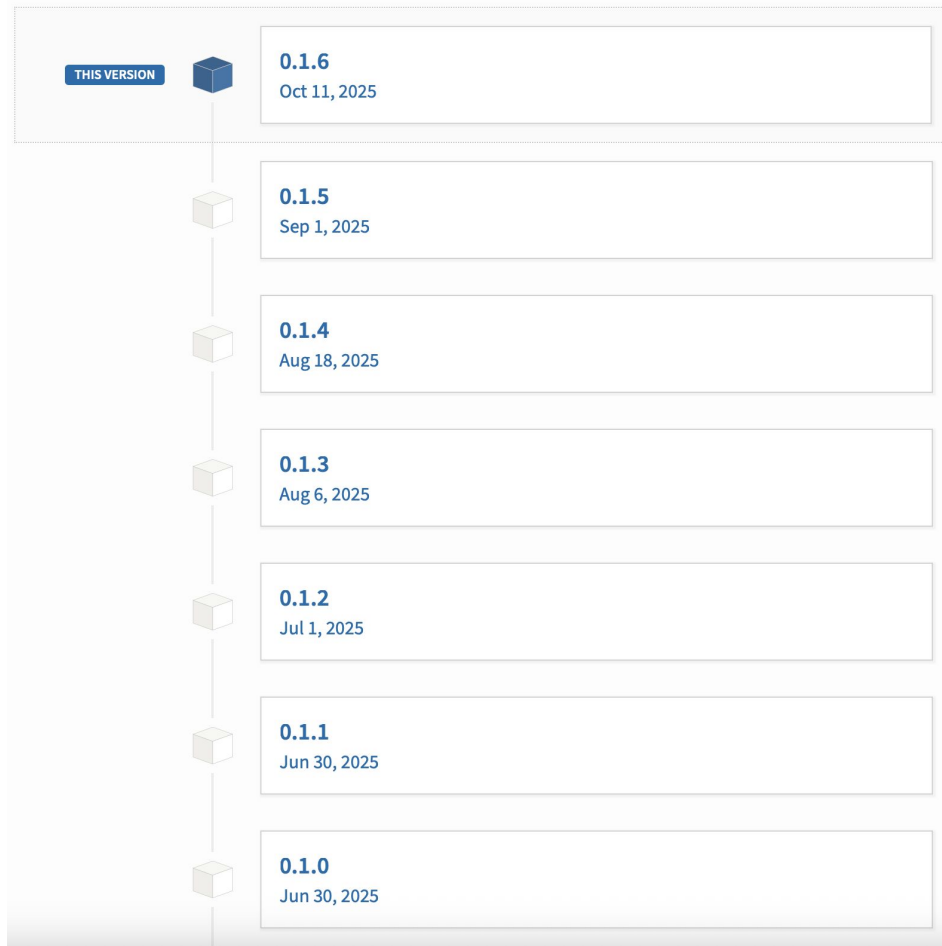 THIS VERSION
0.1.6
Oct 11, 2025
0.1.5
Sep 1, 2025
0.1.4
Aug 18, 2025
0.1.3
Aug 6, 2025
0.1.2
Jul 1, 2025
0.1.1
Jun 30, 2025
0.1.0
Jun 30, 2025